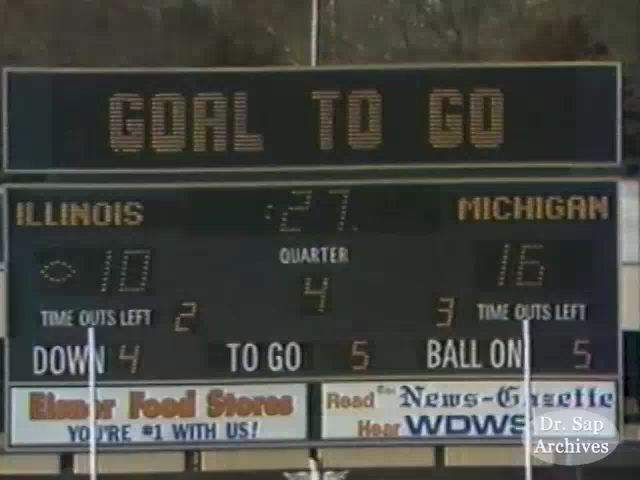 GOAL TO GO
ILLINOIS :27. MICHIGAN
10 QUARTER 16
4
TIME OUTS LEFT 2 3 TIME OUTS LEFT
DOWN 4 TO GO 5 BALL ON 5
Eisner Food Stores
YOU'RE #1 WITH US!
Read The News-Gazette
Hear WDWS
Dr. Sap
Archives